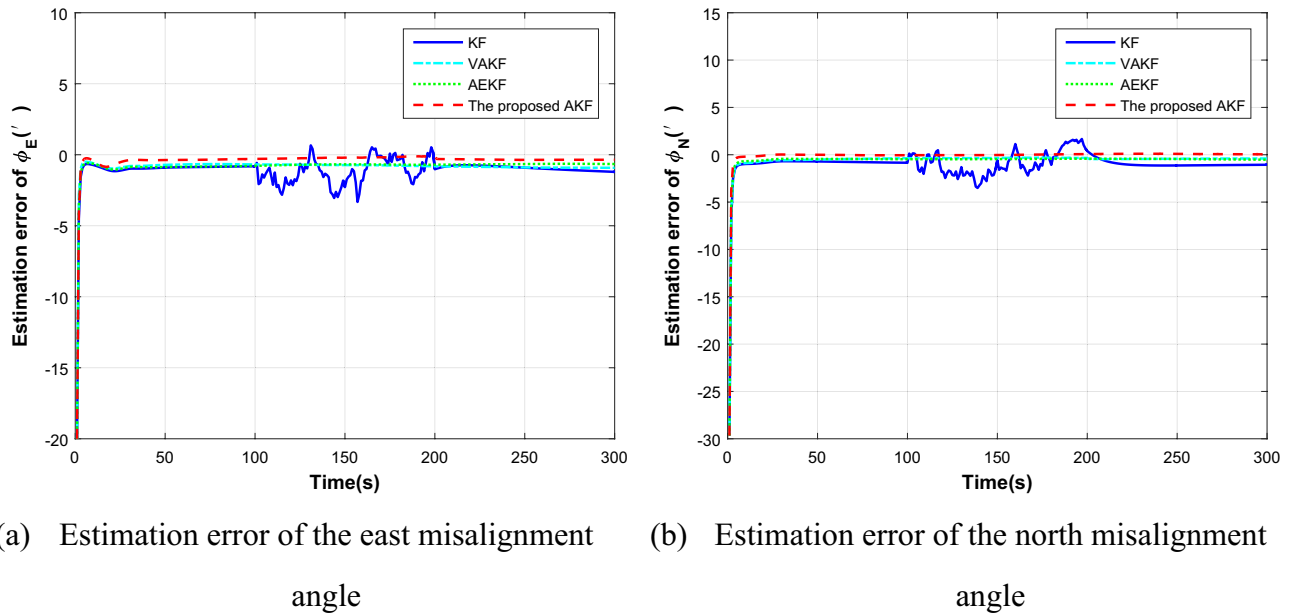 10
5
0
-5
-10
-15
-20
0
50
100
150
200
250
300
Estimation error of ϕ_E(′)
Time(s)
KF
VAKF
AEKF
The proposed AKF
15
10
5
0
-5
-10
-15
-20
-25
-30
0
50
100
150
200
250
300
Estimation error of ϕ_N(′)
Time(s)
KF
VAKF
AEKF
The proposed AKF
a) Estimation error of the east misalignment
angle
(b) Estimation error of the north misalignment
angle